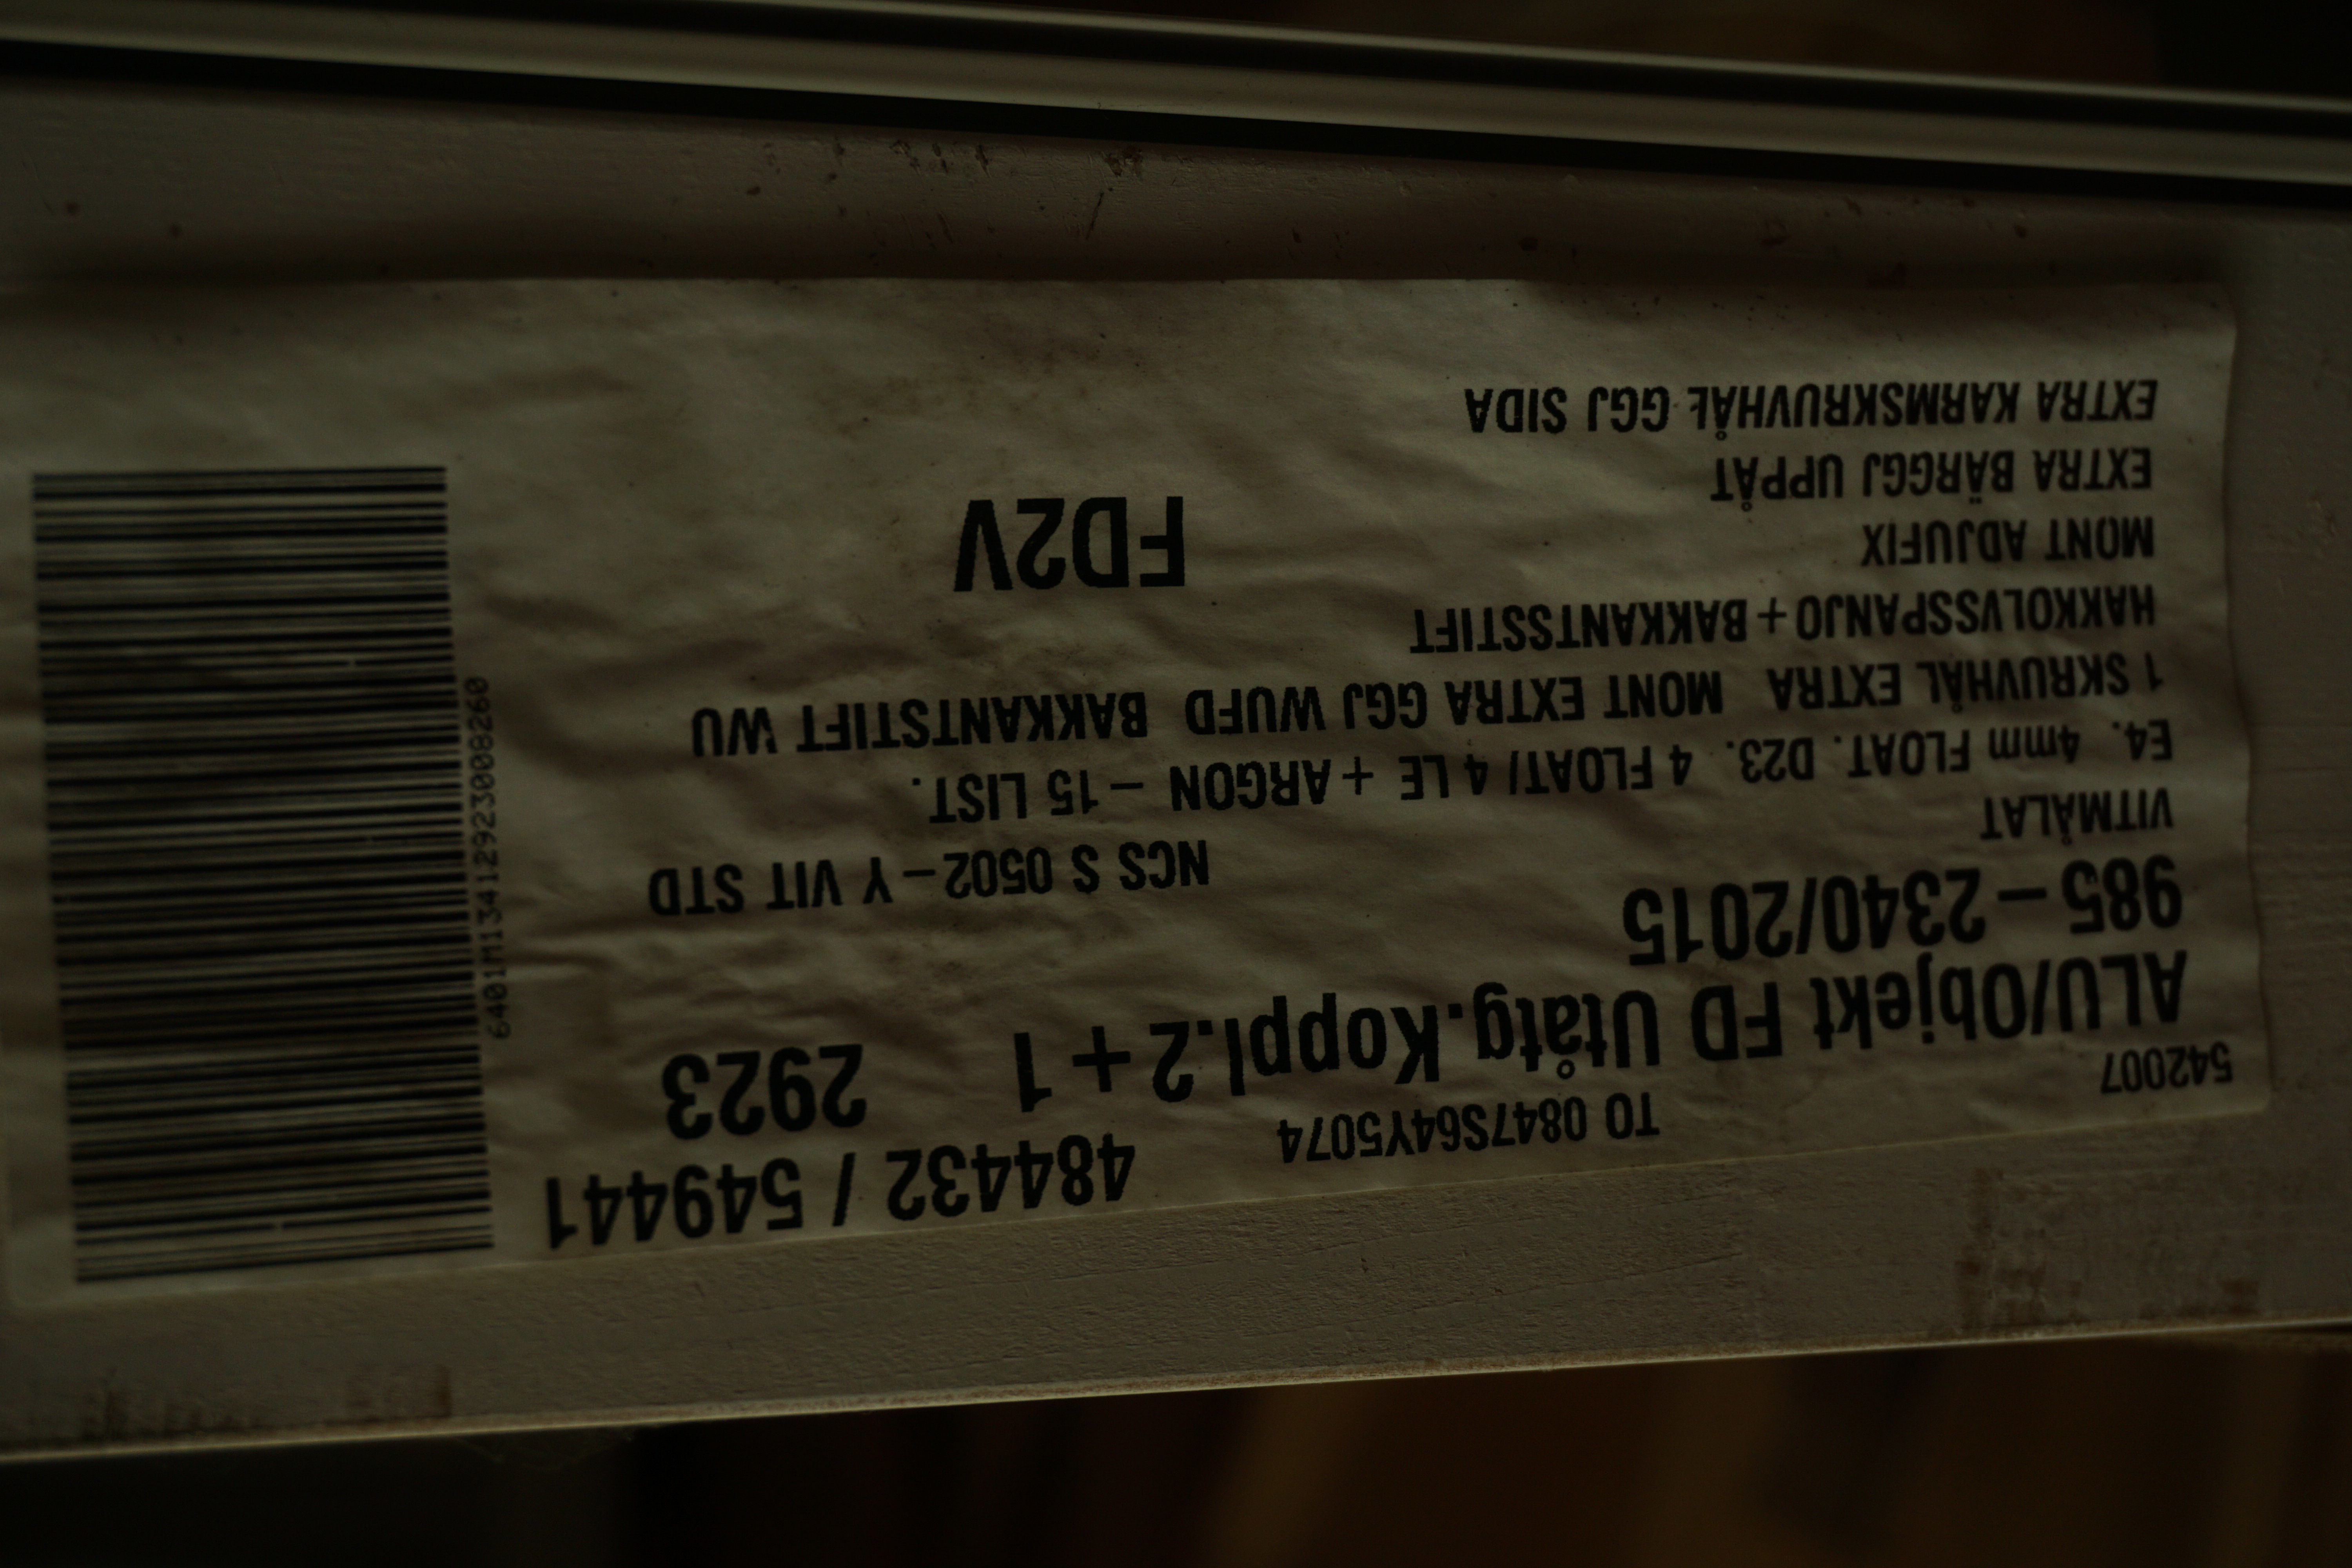 542007
TO 0847S64Y5074
484432 / 549441
ALU/Objekt FD Utåtg.Koppl.2+1 2923
985-2340/2015
VITMÅLAT NCS S 0502-Y VIT STD
E4. 4mm FLOAT. D23. 4 FLOAT/ 4 LE +ARGON -15 LIST.
1 SKRUVHÅL EXTRA MONT EXTRA GGJ WUFD BAKKANTSTIFT WU
HAKKOLVSSPANJO+BAKKANTSSTIFT
MONT ADJUFIX
FD2V
EXTRA BÄRGGJ UPPÅT
EXTRA KARMSKRUVHÅL GGJ SIDA
6401M1341292923008260